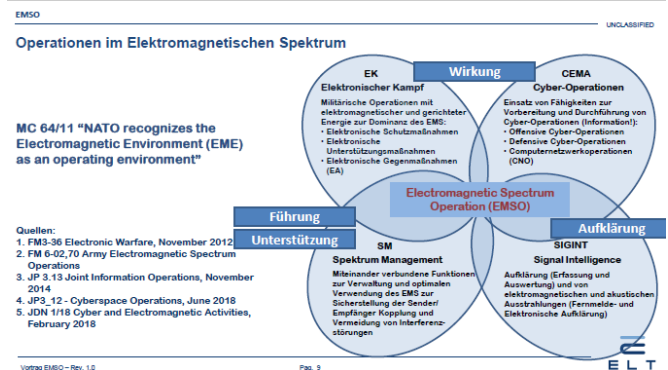 EMSO
UNCLASSIFIED
Operationen im Elektromagnetischen Spektrum
MC 64/11 “NATO recognizes the
Electromagnetic Environment (EME)
as an operating environment”
Quellen:
1. FM3-36 Electronic Warfare, November 2012
2. FM 6-02,70 Army Electromagnetic Spectrum
Operations
3. JP 3.13 Joint Information Operations, November
2014
4. JP3_12 - Cyberspace Operations, June 2018
5. JDN 1/18 Cyber and Electromagnetic Activities,
February 2018
Wirkung
EK
Elektronischer Kampf
Militärische Operationen mit
elektromagnetischer und gerichteter
Energie zur Dominanz des EMS:
• Elektronische Schutzmaßnahmen
• Elektronische
Unterstützungsmaßnahmen
• Elektronische Gegenmaßnahmen
(EA)
CEMA
Cyber-Operationen
Einsatz von Fähigkeiten zur
Vorbereitung und Durchführung von
Cyber-Operationen (Information!):
• Offensive Cyber-Operationen
• Defensive Cyber-Operationen
• Computernetzwerkoperationen
(CNO)
Electromagnetic Spectrum
Operation (EMSO)
Führung
Unterstützung
Aufklärung
SM
Spektrum Management
Miteinander verbundene Funktionen
zur Verwaltung und optimalen
Verwendung des EMS zur
Sicherstellung der Sender/
Empfänger Kopplung und
Vermeidung von Interferenz-
störungen
SIGINT
Signal Intelligence
Aufklärung (Erfassung und
Auswertung) und von
elektromagnetischen und akustischen
Ausstrahlungen (Fernmelde- und
Elektronische Aufklärung)
Vortrag EMSO – Rev. 1.0
Pag. 9
ELT